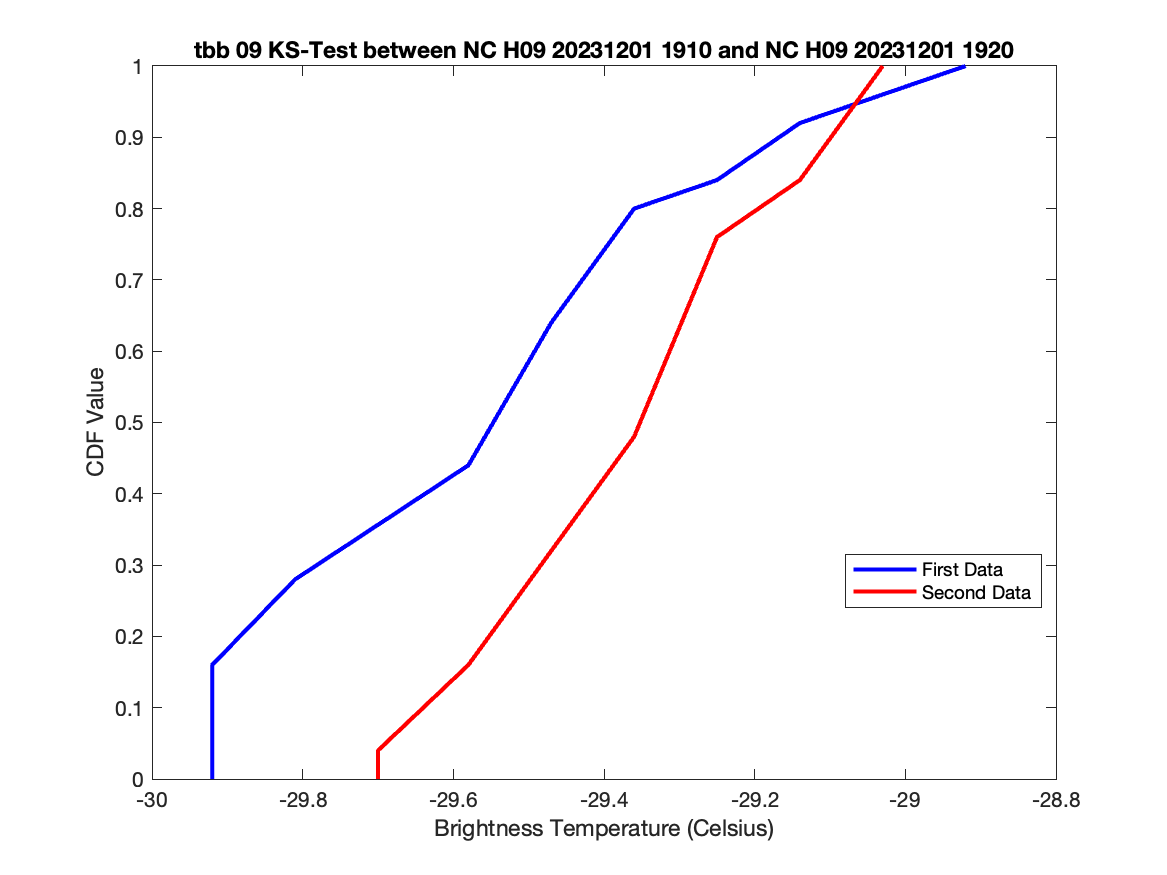 tbb 09 KS-Test between NC H09 20231201 1910 and NC H09 20231201 1920
1
0.9
0.8
0.7
0.6
0.5
0.4
0.3
0.2
0.1
0
CDF Value
First Data
Second Data
-30 -29.8 -29.6 -29.4 -29.2 -29 -28.8
Brightness Temperature (Celsius)